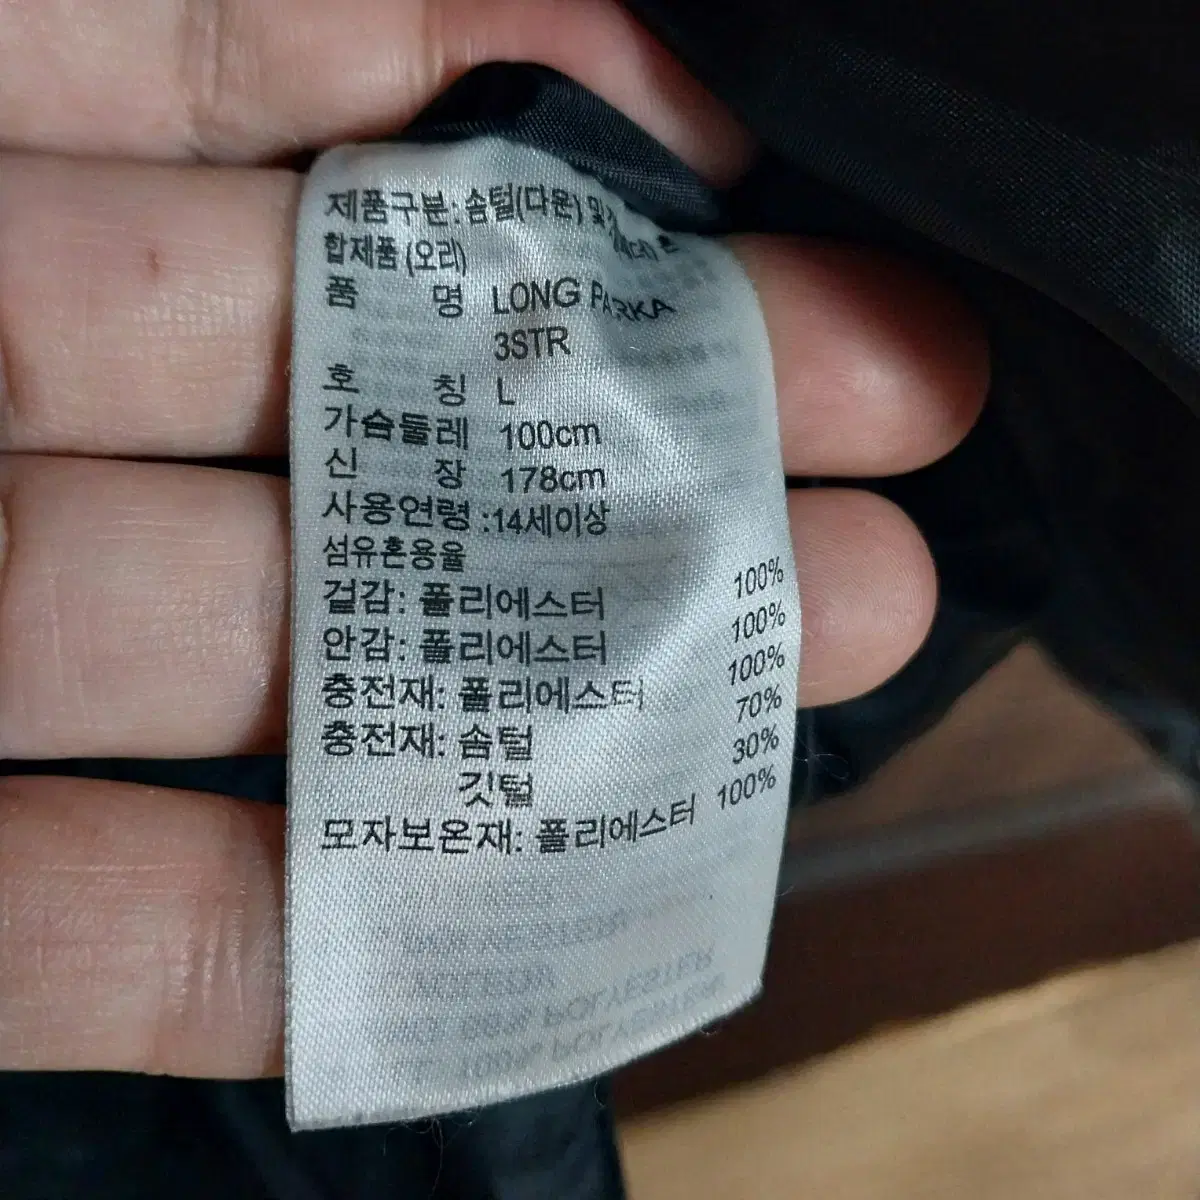 제품구분: 솜털(다운) 및
합제품 (오리)
품 명 LONG PARKA
3STR
호 칭 L
가슴둘레 100cm
신 장 178cm
사용연령 :14세이상
섬유혼용율
겉감: 폴리에스터 100%
안감: 폴리에스터 100%
충전재: 폴리에스터 100%
충전재: 솜털 70%
깃털 30%
모자보온재: 폴리에스터 100%